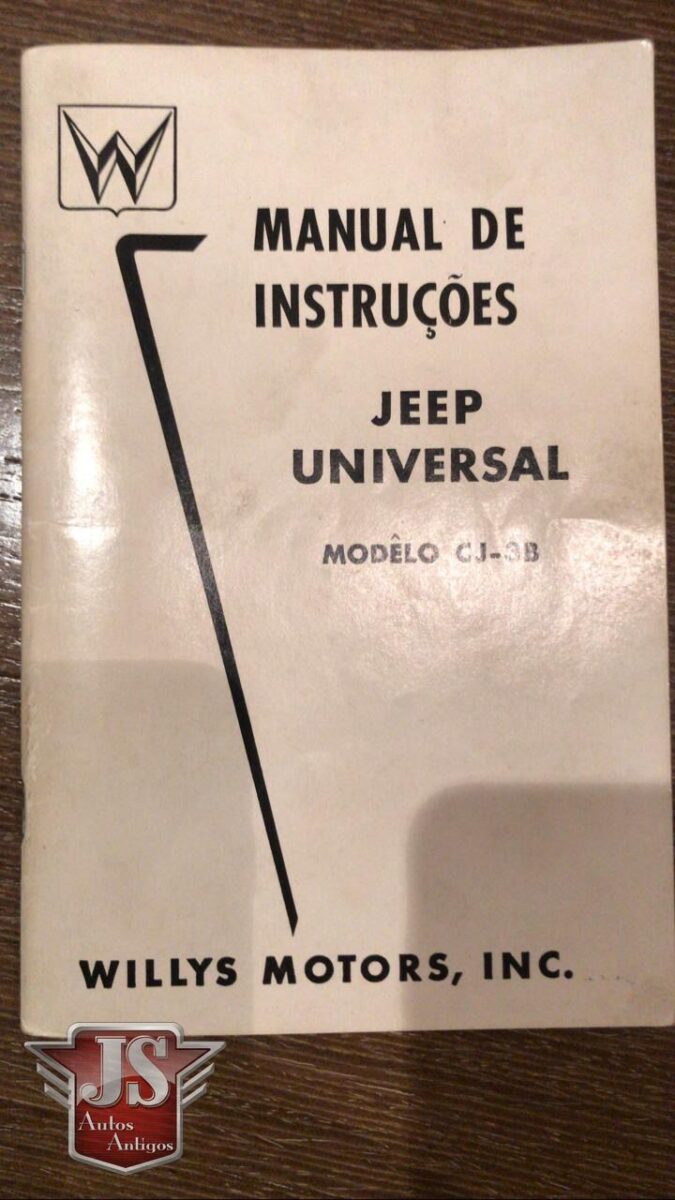 W
MANUAL DE
INSTRUÇÕES
JEEP
UNIVERSAL
MODÊLO CJ-3B
WILLYS MOTORS, INC.
JS
Autos
Antigos